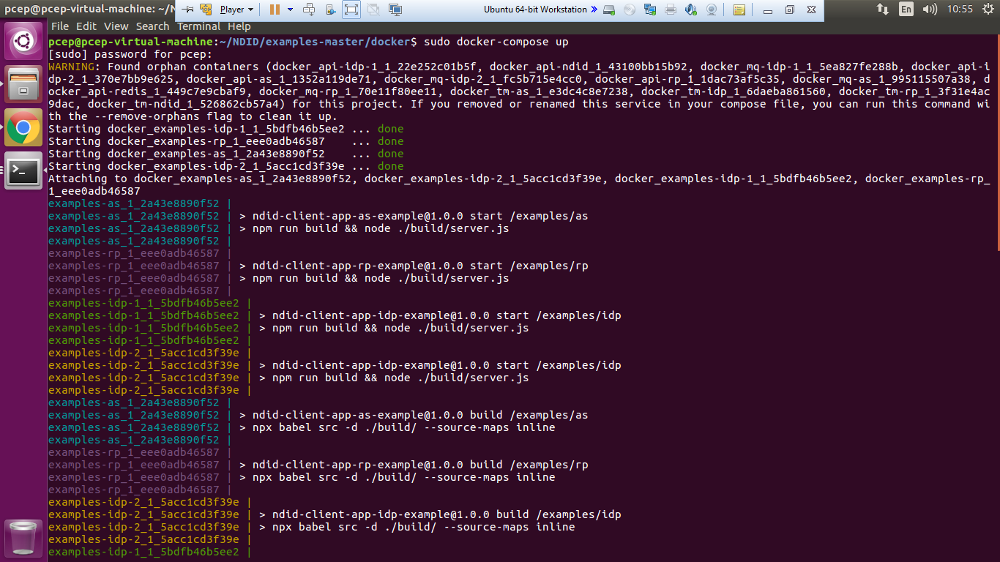 pcep@pcep-virtual-machine: ~/N
Player
Ubuntu 64-bit Workstation
En
10:55
File Edit View Search Terminal Help
pcep@pcep-virtual-machine:~/NDID/examples-master/docker$ sudo docker-compose up
[sudo] password for pcep:
WARNING: Found orphan containers (docker_api-idp-1_1_22e252c01b5f, docker_api-ndid_1_43100bb15b92, docker_mq-idp-1_1_5ea827fe288b, docker_api-i
dp-2_1_370e7bb9e625, docker_api-as_1_1352a119de71, docker_mq-idp-2_1_fc5b715e4cc0, docker_api-rp_1_1dac73af5c35, docker_mq-as_1_995115507a38, d
ocker_api-redis_1_449c7e9cbaf9, docker_mq-rp_1_70e11f80ee11, docker_tm-as_1_e3dc4c8e7238, docker_tm-idp_1_6daeba861560, docker_tm-rp_1_3f31e4ac
9dac, docker_tm-ndid_1_526862cb57a4) for this project. If you removed or renamed this service in your compose file, you can run this command wi
th the --remove-orphans flag to clean it up.
Starting docker_examples-idp-1_1_5bdfb46b5ee2 ... done
Starting docker_examples-rp_1_eee0adb46587    ... done
Starting docker_examples-as_1_2a43e8890f52    ... done
Starting docker_examples-idp-2_1_5acc1cd3f39e ... done
Attaching to docker_examples-as_1_2a43e8890f52, docker_examples-idp-2_1_5acc1cd3f39e, docker_examples-idp-1_1_5bdfb46b5ee2, docker_examples-rp_
1_eee0adb46587
examples-as_1_2a43e8890f52 |
examples-as_1_2a43e8890f52 | > ndid-client-app-as-example@1.0.0 start /examples/as
examples-as_1_2a43e8890f52 | > npm run build && node ./build/server.js
examples-as_1_2a43e8890f52 |
examples-rp_1_eee0adb46587 |
examples-rp_1_eee0adb46587 | > ndid-client-app-rp-example@1.0.0 start /examples/rp
examples-rp_1_eee0adb46587 | > npm run build && node ./build/server.js
examples-rp_1_eee0adb46587 |
examples-idp-1_1_5bdfb46b5ee2 |
examples-idp-1_1_5bdfb46b5ee2 | > ndid-client-app-idp-example@1.0.0 start /examples/idp
examples-idp-1_1_5bdfb46b5ee2 | > npm run build && node ./build/server.js
examples-idp-1_1_5bdfb46b5ee2 |
examples-idp-2_1_5acc1cd3f39e |
examples-idp-2_1_5acc1cd3f39e | > ndid-client-app-idp-example@1.0.0 start /examples/idp
examples-idp-2_1_5acc1cd3f39e | > npm run build && node ./build/server.js
examples-idp-2_1_5acc1cd3f39e |
examples-as_1_2a43e8890f52 |
examples-as_1_2a43e8890f52 | > ndid-client-app-as-example@1.0.0 build /examples/as
examples-as_1_2a43e8890f52 | > npx babel src -d ./build/ --source-maps inline
examples-as_1_2a43e8890f52 |
examples-rp_1_eee0adb46587 |
examples-rp_1_eee0adb46587 | > ndid-client-app-rp-example@1.0.0 build /examples/rp
examples-rp_1_eee0adb46587 | > npx babel src -d ./build/ --source-maps inline
examples-rp_1_eee0adb46587 |
examples-idp-2_1_5acc1cd3f39e |
examples-idp-2_1_5acc1cd3f39e | > ndid-client-app-idp-example@1.0.0 build /examples/idp
examples-idp-2_1_5acc1cd3f39e | > npx babel src -d ./build/ --source-maps inline
examples-idp-2_1_5acc1cd3f39e |
examples-idp-1_1_5bdfb46b5ee2 |